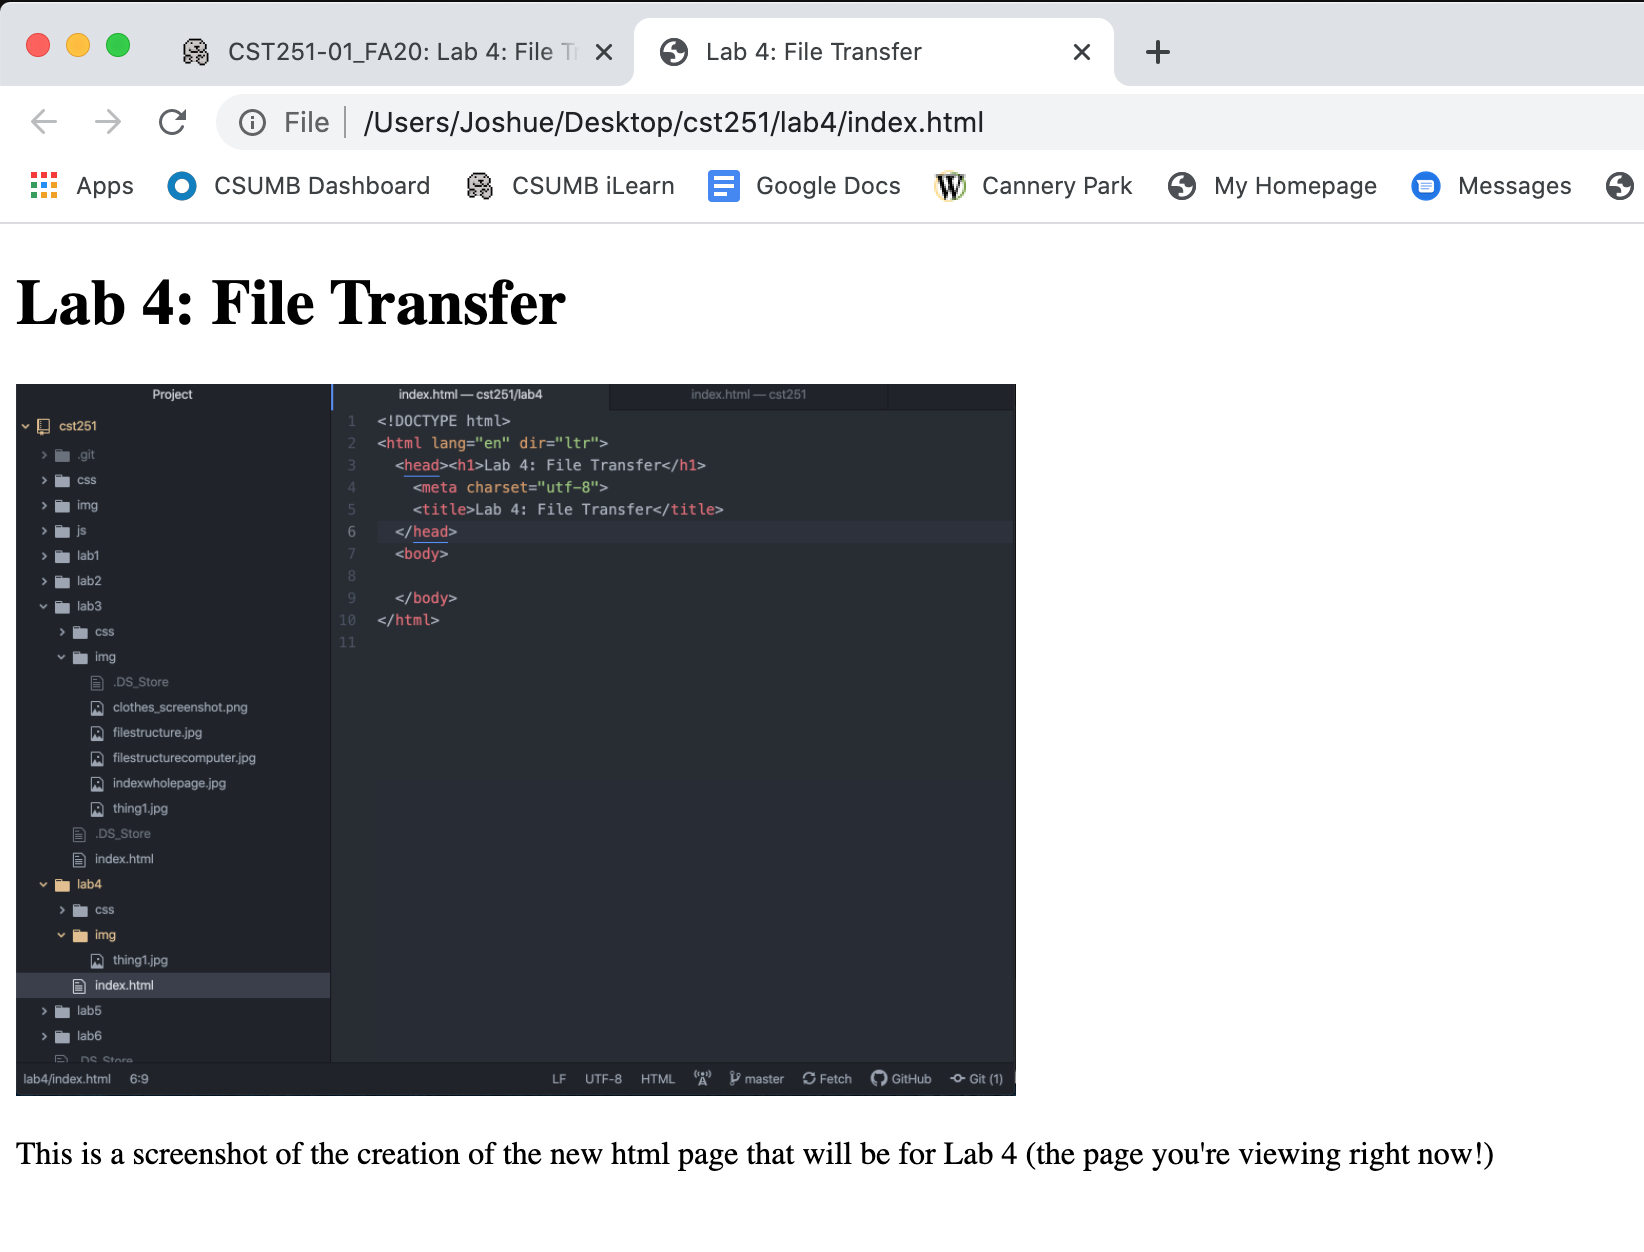 CST251-01_FA20: Lab 4: File Tr
Lab 4: File Transfer
File /Users/Joshue/Desktop/cst251/lab4/index.html
Apps CSUMB Dashboard CSUMB iLearn Google Docs Cannery Park My Homepage Messages
Lab 4: File Transfer
Project
cst251
.git
css
img
js
lab1
lab2
lab3
css
img
.DS_Store
clothes_screenshot.png
filestructure.jpg
filestructurecomputer.jpg
indexwholepage.jpg
thing1.jpg
.DS_Store
index.html
lab4
css
img
thing1.jpg
index.html
lab5
lab6
.DS_Store
index.html — cst251/lab4
index.html — cst251
1 <!DOCTYPE html>
2 <html lang="en" dir="ltr">
3 <head><h1>Lab 4: File Transfer</h1>
4 <meta charset="utf-8">
5 <title>Lab 4: File Transfer</title>
6 </head>
7 <body>
8
9 </body>
10 </html>
11
lab4/index.html 6:9 LF UTF-8 HTML master Fetch GitHub Git (1)
This is a screenshot of the creation of the new html page that will be for Lab 4 (the page you're viewing right now!)